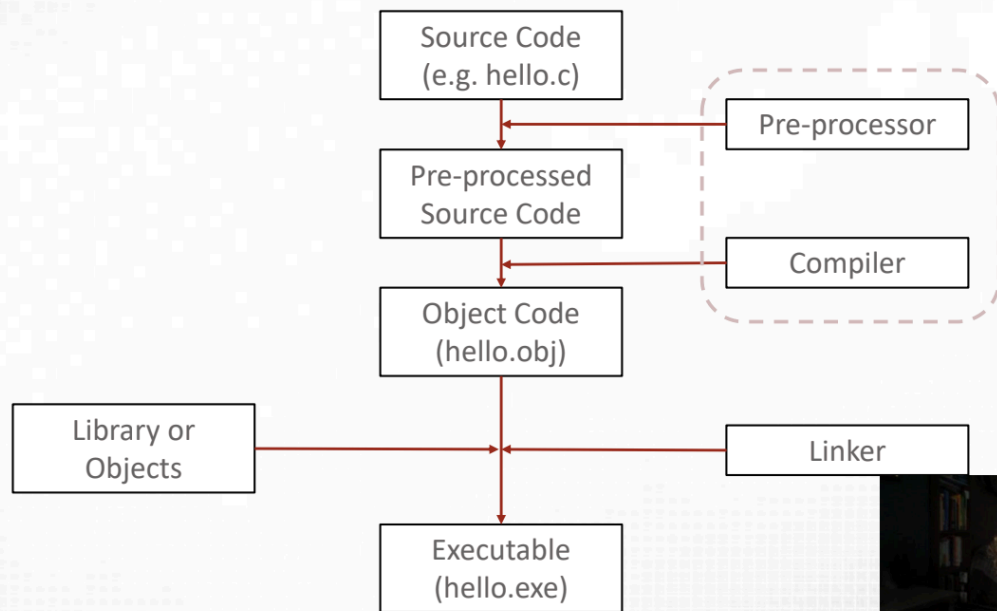 Source Code
(e.g. hello.c)
Pre-processor
Pre-processed
Source Code
Compiler
Object Code
(hello.obj)
Library or
Objects
Linker
Executable
(hello.exe)